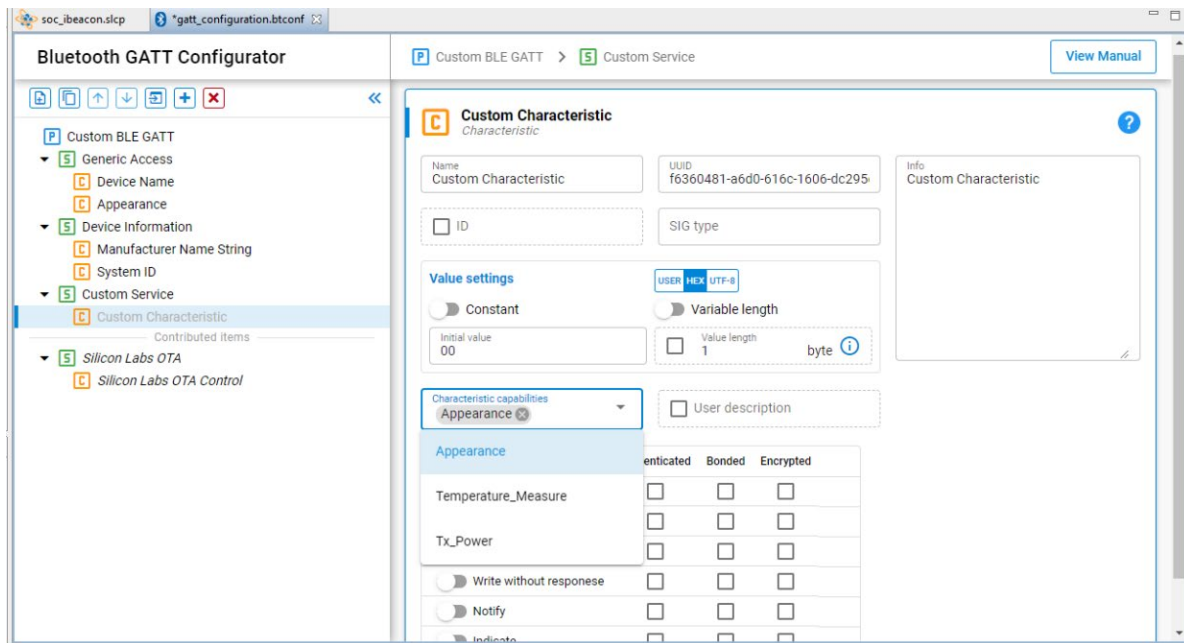 soc_ibeacon.slcp
*gatt_configuration.btconf
Bluetooth GATT Configurator
P Custom BLE GATT > S Custom Service
View Manual
P Custom BLE GATT
S Generic Access
C Device Name
C Appearance
S Device Information
C Manufacturer Name String
C System ID
S Custom Service
C Custom Characteristic
Contributed items
S Silicon Labs OTA
C Silicon Labs OTA Control
C Custom Characteristic
Characteristic
?
Name
Custom Characteristic
UUID
f6360481-a6d0-616c-1606-dc295
Info
Custom Characteristic
ID
SIG type
Value settings
USER HEX UTF-8
Constant
Variable length
Initial value
00
Value length
1
byte
Characteristic capabilities
Appearance
User description
Appearance
Temperature_Measure
Tx_Power
enticated Bonded Encrypted
Write without responese
Notify
Indicate